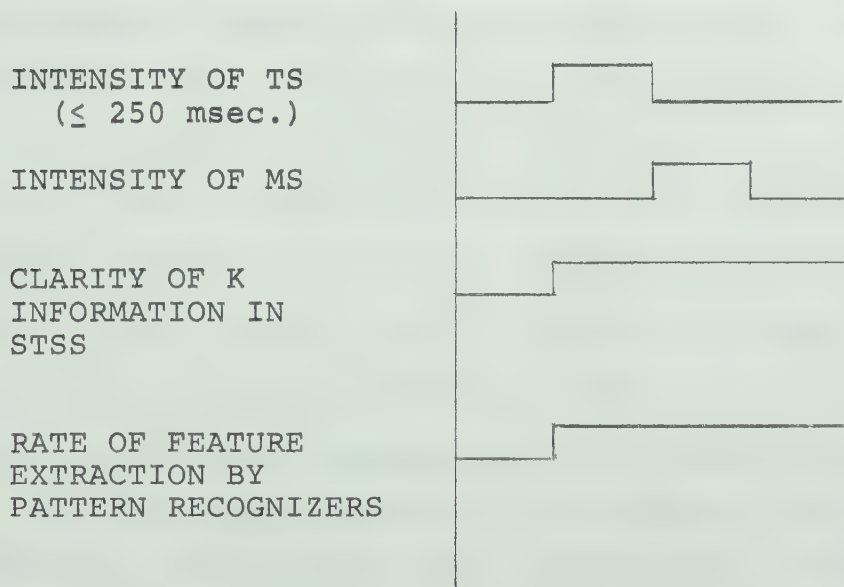 INTENSITY OF TS
(≤ 250 msec.)
INTENSITY OF MS
CLARITY OF K
INFORMATION IN
STSS
RATE OF FEATURE
EXTRACTION BY
PATTERN RECOGNIZERS